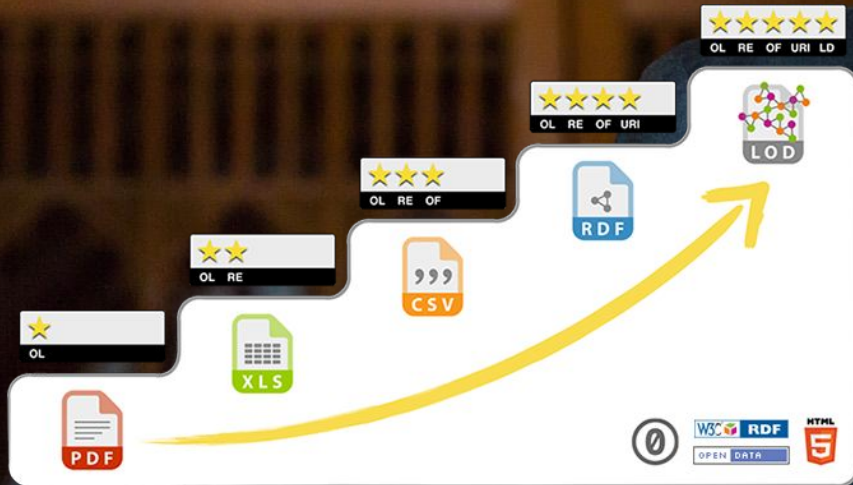 OL RE OF URI LD
LOD
OL RE OF URI
RDF
OL RE OF
CSV
OL RE
XLS
OL
PDF
0
W3C RDF
OPEN DATA
HTML
5